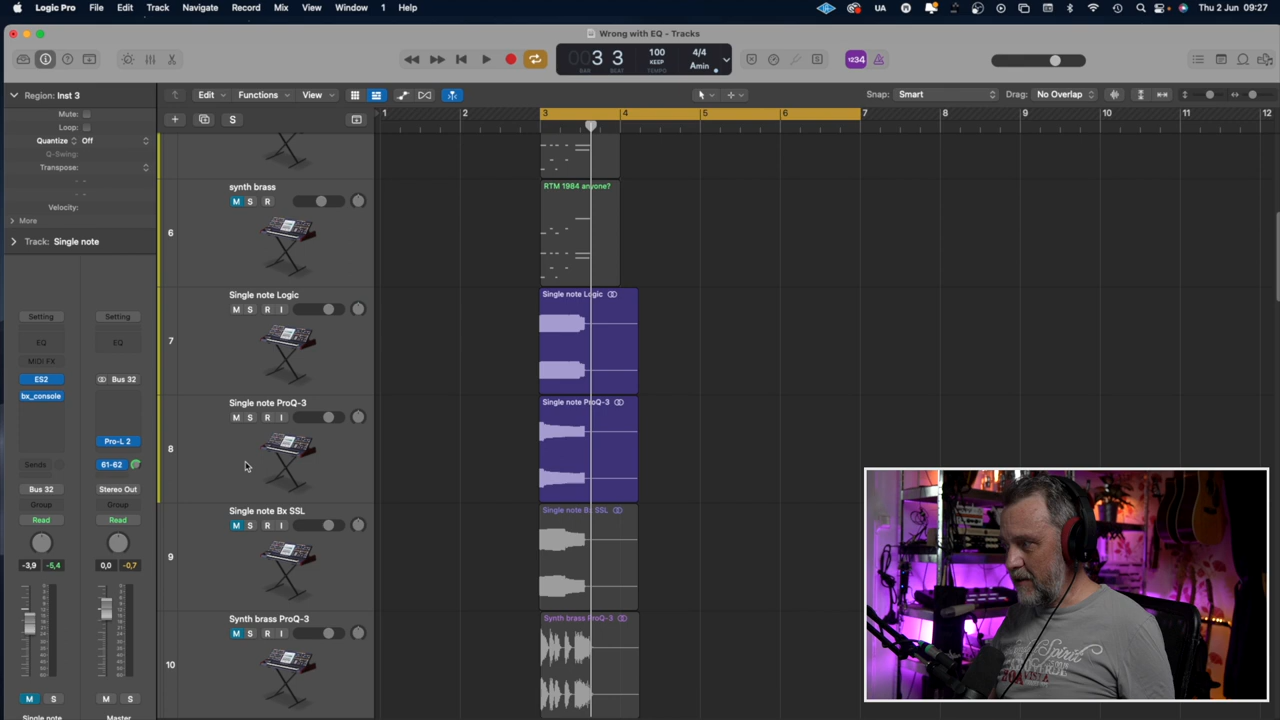 Logic Pro File Edit Track Navigate Record Mix View Window 1 Help UA Thu 2 Jun 09:27
Wrong with EQ - Tracks
003 3 100 4/4
BAR BEAT KEEP TEMPO Amin
1234
Region: Inst 3
Edit Functions View
Snap: Smart Drag: No Overlap
Mute:
Loop:
Quantize Off
Q-Swing:
Transpose:
Velocity:
More
Track: Single note
S
1 2 3 4 5 6 7 8 9 10 11 12
synth brass
M S R
6
RTM 1984 anyone?
Single note Logic
M S R I
7
Single note Logic
Single note ProQ-3
M S R I
8
Single note ProQ-3
Single note Bx SSL
M S R I
9
Single note Bx SSL
Synth brass ProQ-3
M S R I
10
Synth brass ProQ-3
Setting Setting
EQ EQ
MIDI FX
ES2 Bus 32
bx_console
Pro-L 2
Sends 61-62
Bus 32 Stereo Out
Group Group
Read Read
-3,9 -5,4 0,0 -0,7
M S M S
Single note Master